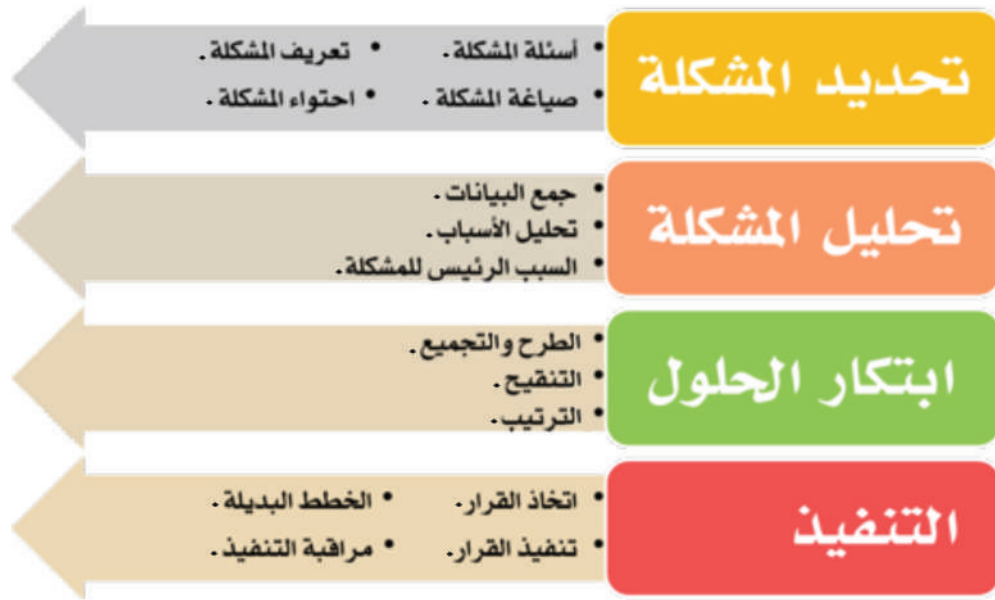 تحديد المشكلة
• أسئلة المشكلة. • تعريف المشكلة.
• صياغة المشكلة. • احتواء المشكلة.
تحليل المشكلة
• جمع البيانات.
• تحليل الأسباب.
• السبب الرئيس للمشكلة.
ابتكار الحلول
• الطرح والتجميع.
• التنقيح.
• الترتيب.
التنفيذ
• اتخاذ القرار. • الخطط البديلة.
• تنفيذ القرار. • مراقبة التنفيذ.